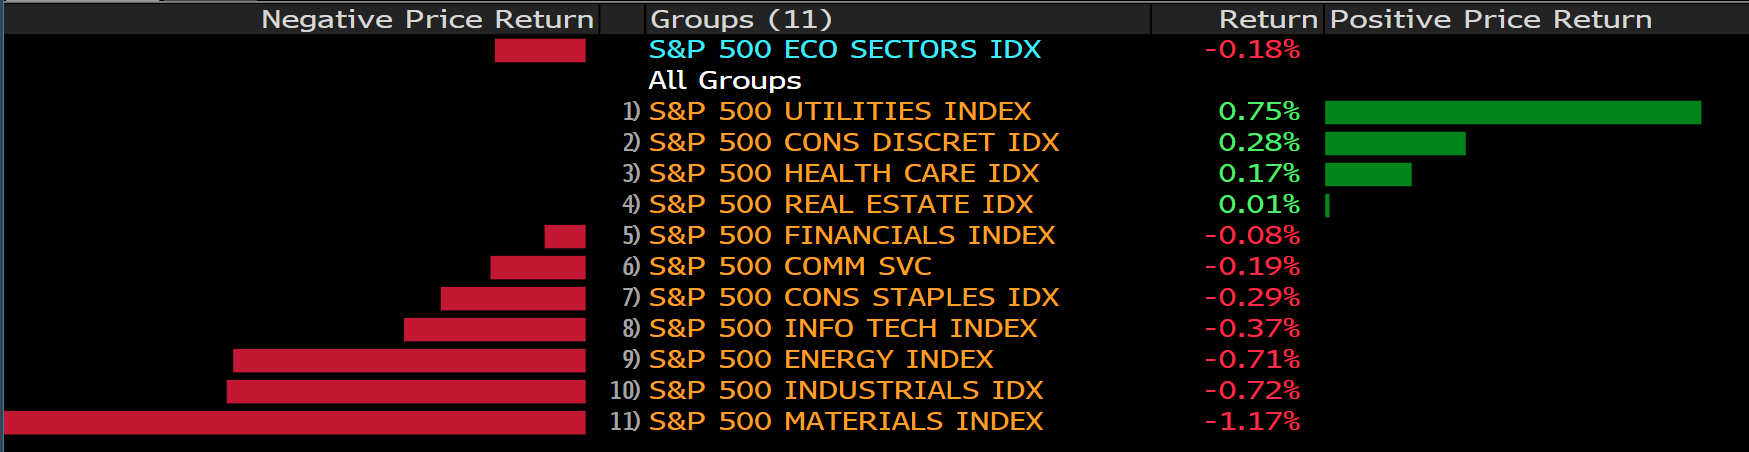 Negative Price Return Groups (11) Return Positive Price Return
S&P 500 ECO SECTORS IDX -0.18%
All Groups
1) S&P 500 UTILITIES INDEX 0.75%
2) S&P 500 CONS DISCRET IDX 0.28%
3) S&P 500 HEALTH CARE IDX 0.17%
4) S&P 500 REAL ESTATE IDX 0.01%
5) S&P 500 FINANCIALS INDEX -0.08%
6) S&P 500 COMM SVC -0.19%
7) S&P 500 CONS STAPLES IDX -0.29%
8) S&P 500 INFO TECH INDEX -0.37%
9) S&P 500 ENERGY INDEX -0.71%
10) S&P 500 INDUSTRIALS IDX -0.72%
11) S&P 500 MATERIALS INDEX -1.17%